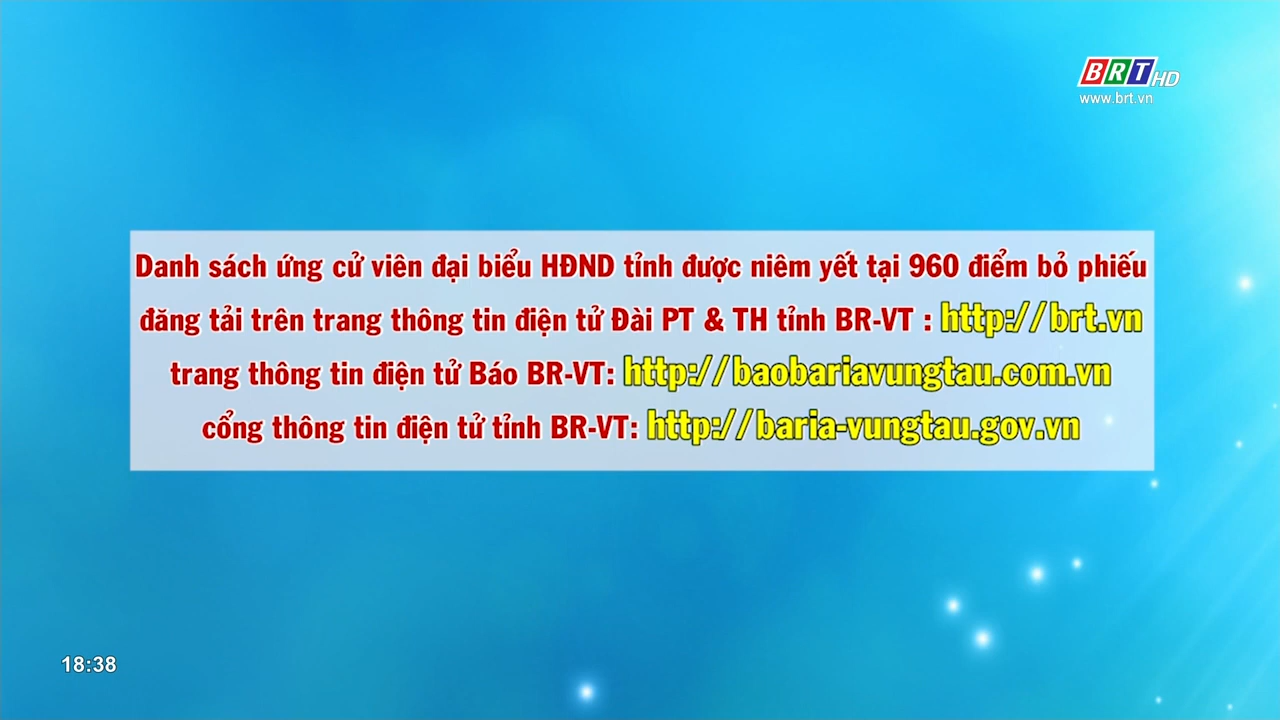 BRT HD
www.brt.vn
Danh sách ứng cử viên đại biểu HĐND tỉnh được niêm yết tại 960 điểm bỏ phiếu
đăng tải trên trang thông tin điện tử Đài PT & TH tỉnh BR-VT : http://brt.vn
trang thông tin điện tử Báo BR-VT: http://baobariavungtau.com.vn
cổng thông tin điện tử tỉnh BR-VT: http://baria-vungtau.gov.vn
18:38